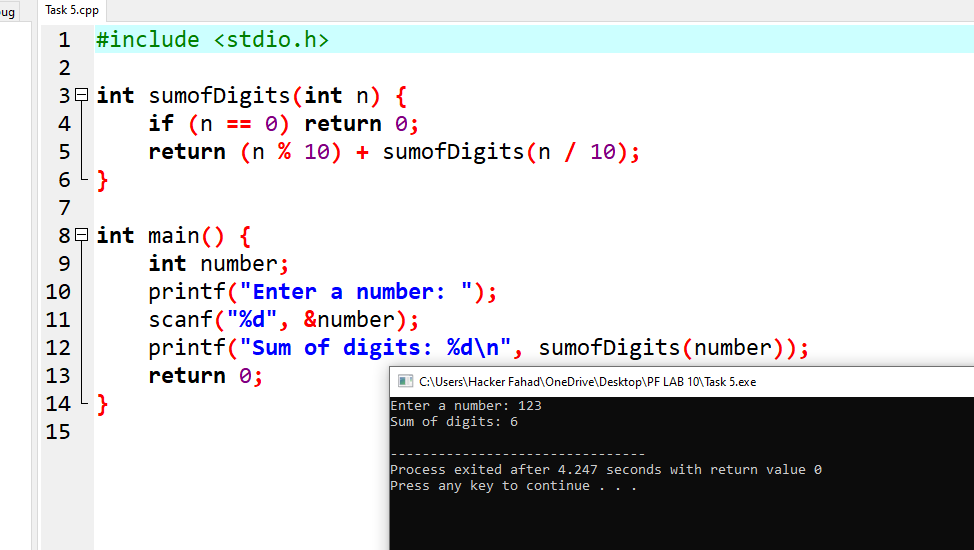 ug
Task 5.cpp
1 #include <stdio.h>
2
3 int sumofDigits(int n) {
4     if (n == 0) return 0;
5     return (n % 10) + sumofDigits(n / 10);
6 }
7
8 int main() {
9     int number;
10     printf("Enter a number: ");
11     scanf("%d", &number);
12     printf("Sum of digits: %d\n", sumofDigits(number));
13     return 0;
14 }
15
C:\Users\Hacker Fahad\OneDrive\Desktop\PF LAB 10\Task 5.exe
Enter a number: 123
Sum of digits: 6
--------------------------------
Process exited after 4.247 seconds with return value 0
Press any key to continue . . .